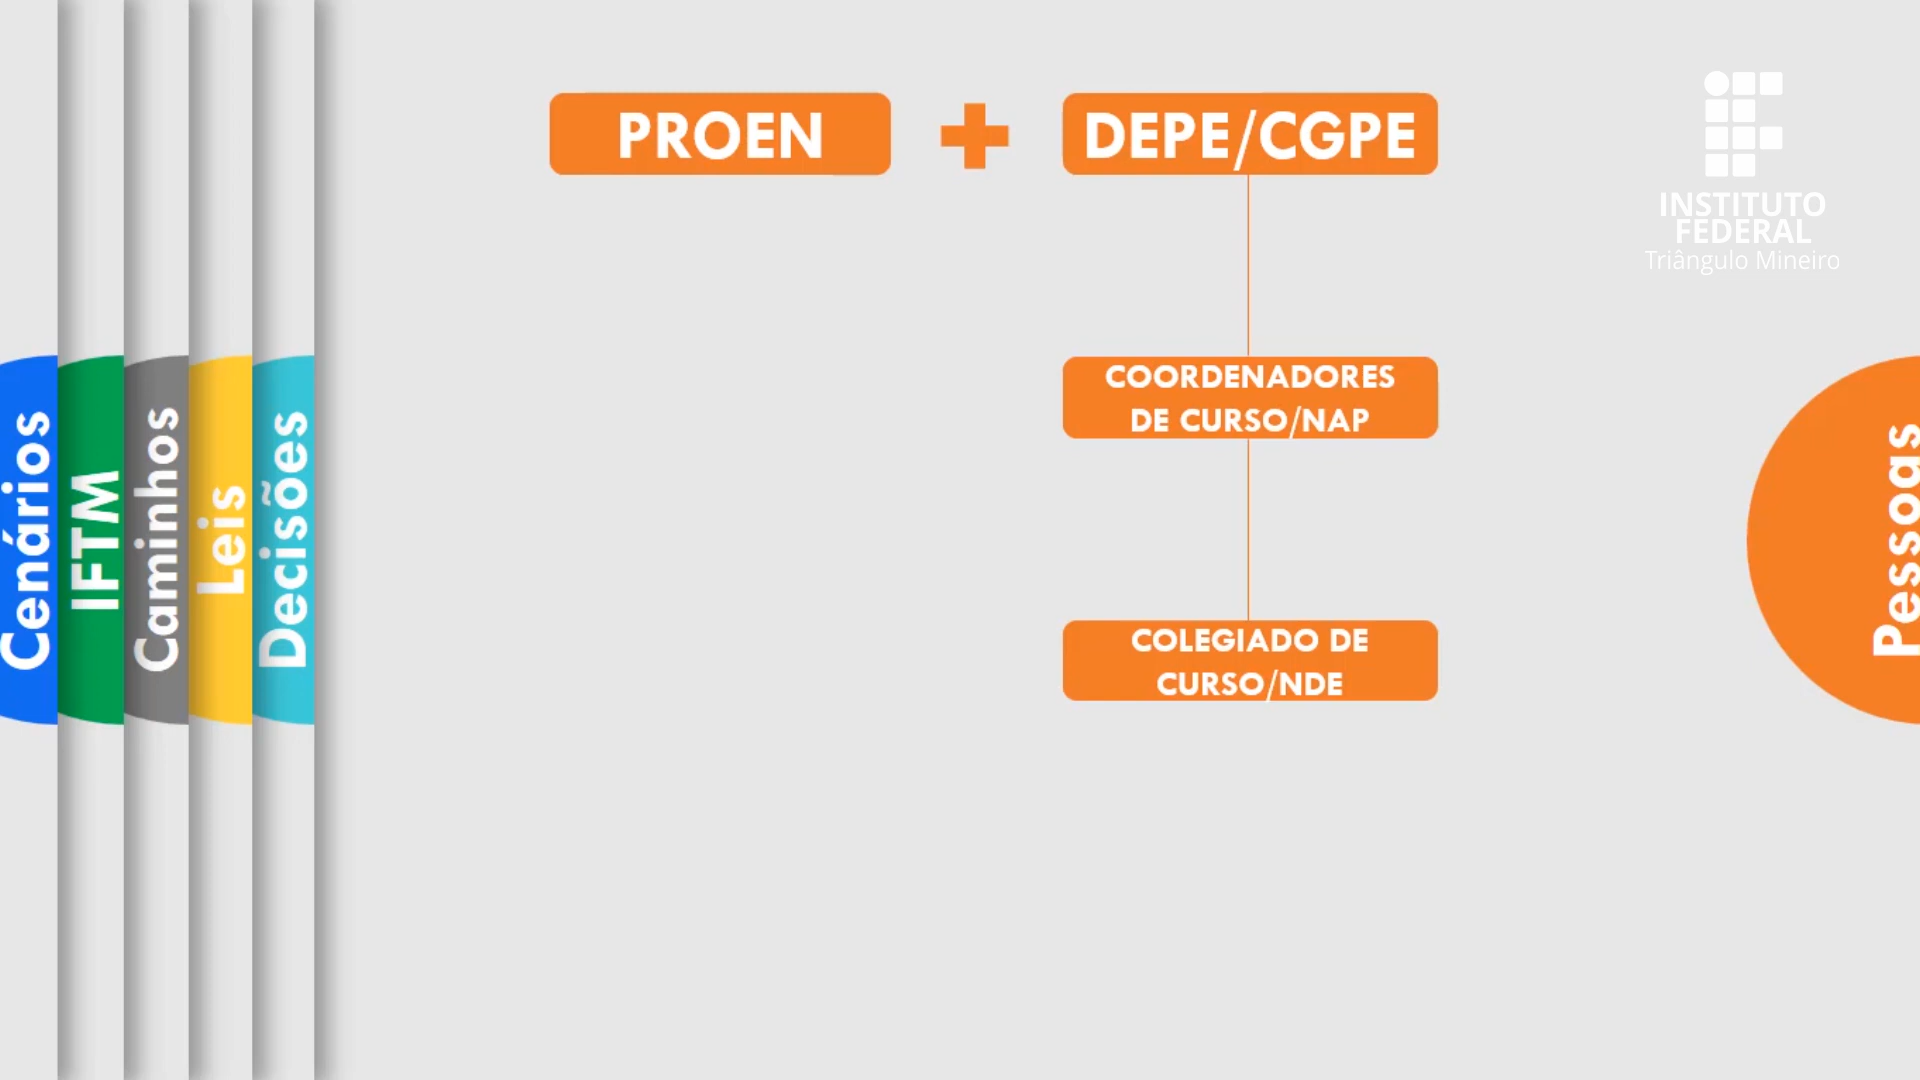 Cenários
IFTM
Caminhos
Leis
Decisões
PROEN + DEPE/CGPE
COORDENADORES
DE CURSO/NAP
COLEGIADO DE
CURSO/NDE
INSTITUTO
FEDERAL
Triângulo Mineiro
Pessoas